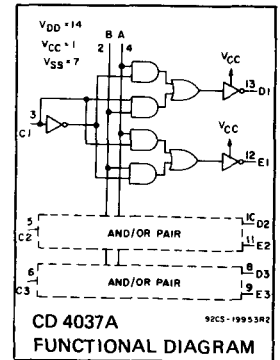 VDD = 14
VCC = 1
VSS = 7
B A
2 4
VCC
13 D1
3
C1
VCC
12 E1
5
C2
AND/OR PAIR
10 D2
11 E2
6
C3
AND/OR PAIR
8 D3
9 E3
CD 4037A
92CS-19953R2
FUNCTIONAL DIAGRAM